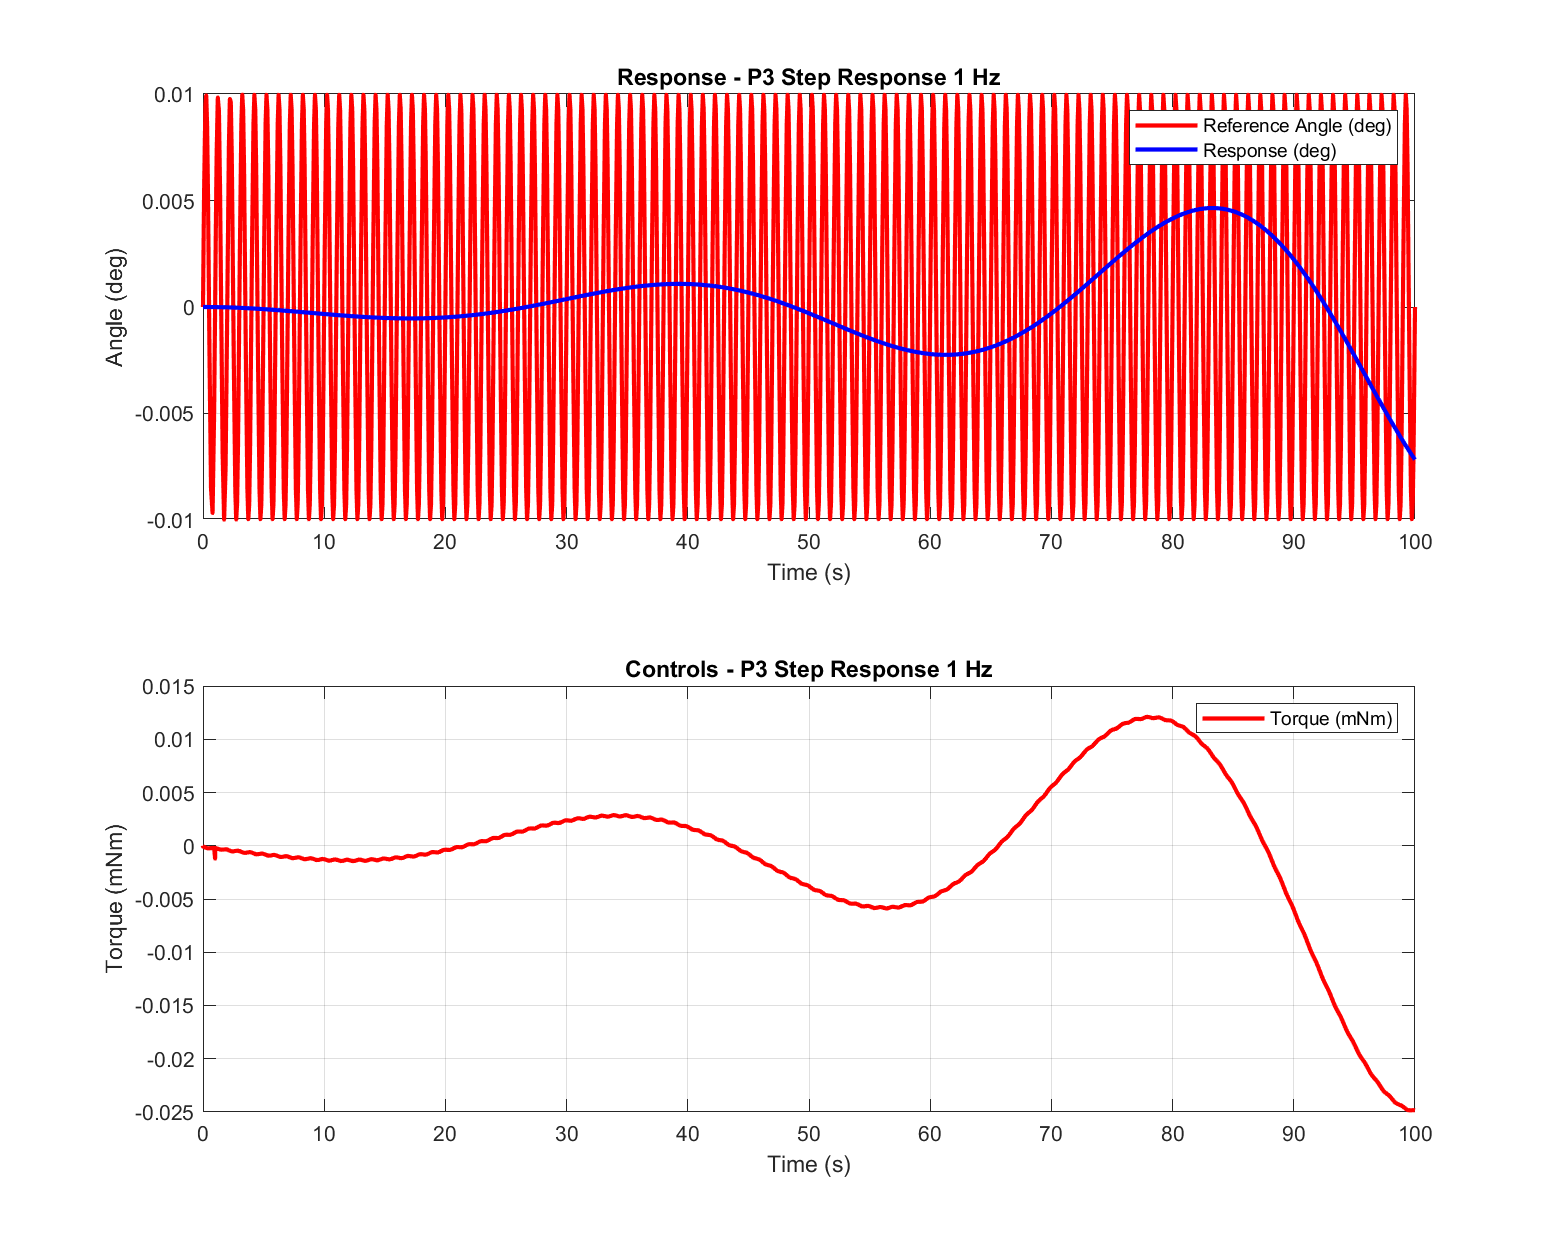 Response - P3 Step Response 1 Hz
0.01
0.005
0
-0.005
-0.01
Angle (deg)
Reference Angle (deg)
Response (deg)
0 10 20 30 40 50 60 70 80 90 100
Time (s)
Controls - P3 Step Response 1 Hz
0.015
0.01
0.005
0
-0.005
-0.01
-0.015
-0.02
-0.025
Torque (mNm)
Torque (mNm)
0 10 20 30 40 50 60 70 80 90 100
Time (s)